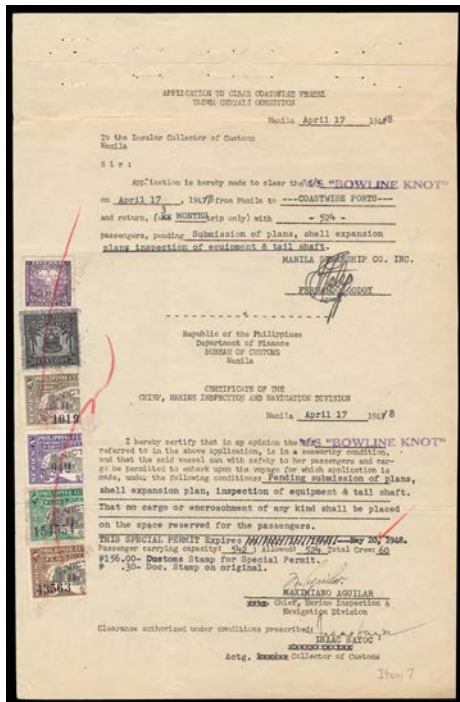 APPLICATION TO CLEAR COASTWISE VESSEL
UNDER CERTAIN CONDITION
Manila April 17 1948
To the Insular Collector of Customs
Manila
S i r :
Application is hereby made to clear the M/S "BOWLINE KNOT"
on April 17, 1948 from Manila to ---COASTWISE PORTS---
and return, (3 MONTHS trip only) with - 524 -
passengers, pending Submission of plans, shell expansion
plans inspection of equipment & tail shaft.
MANILA STEAMSHIP CO. INC.
FERNANDO GODOY
Republic of the Philippines
Department of Finance
BUREAU OF CUSTOMS
Manila
CERTIFICATE OF THE
CHIEF, MARINE INSPECTION AND NAVIGATION DIVISION
Manila April 17 1948
I hereby certify that in my opinion the M/S "BOWLINE KNOT"
referred to in the above application, is in a seaworthy condition,
and that the said vessel can with safety to her passengers and car-
go be permitted to embark upon the voyage for which application is
made, under the following conditions: Pending submission of plans,
shell expansion plan, inspection of equipment & tail shaft.
That no cargo or encroachment of any kind shall be placed
on the space reserved for the passengers.
THIS SPECIAL PERMIT Expires May 20, 1948.
Passenger carrying capacity: 542 ; Allowed: 524 Total Crew: 60
₱156.00- Customs Stamp for Special Permit.
₱ .30- Doc. Stamp on original.
MAXIMIANO AGUILAR
Chief, Marine Inspection &
Navigation Division
Clearance authorized under conditions prescribed:
ISAAC SAYOC
Actg. Collector of Customs
Item 7
1019